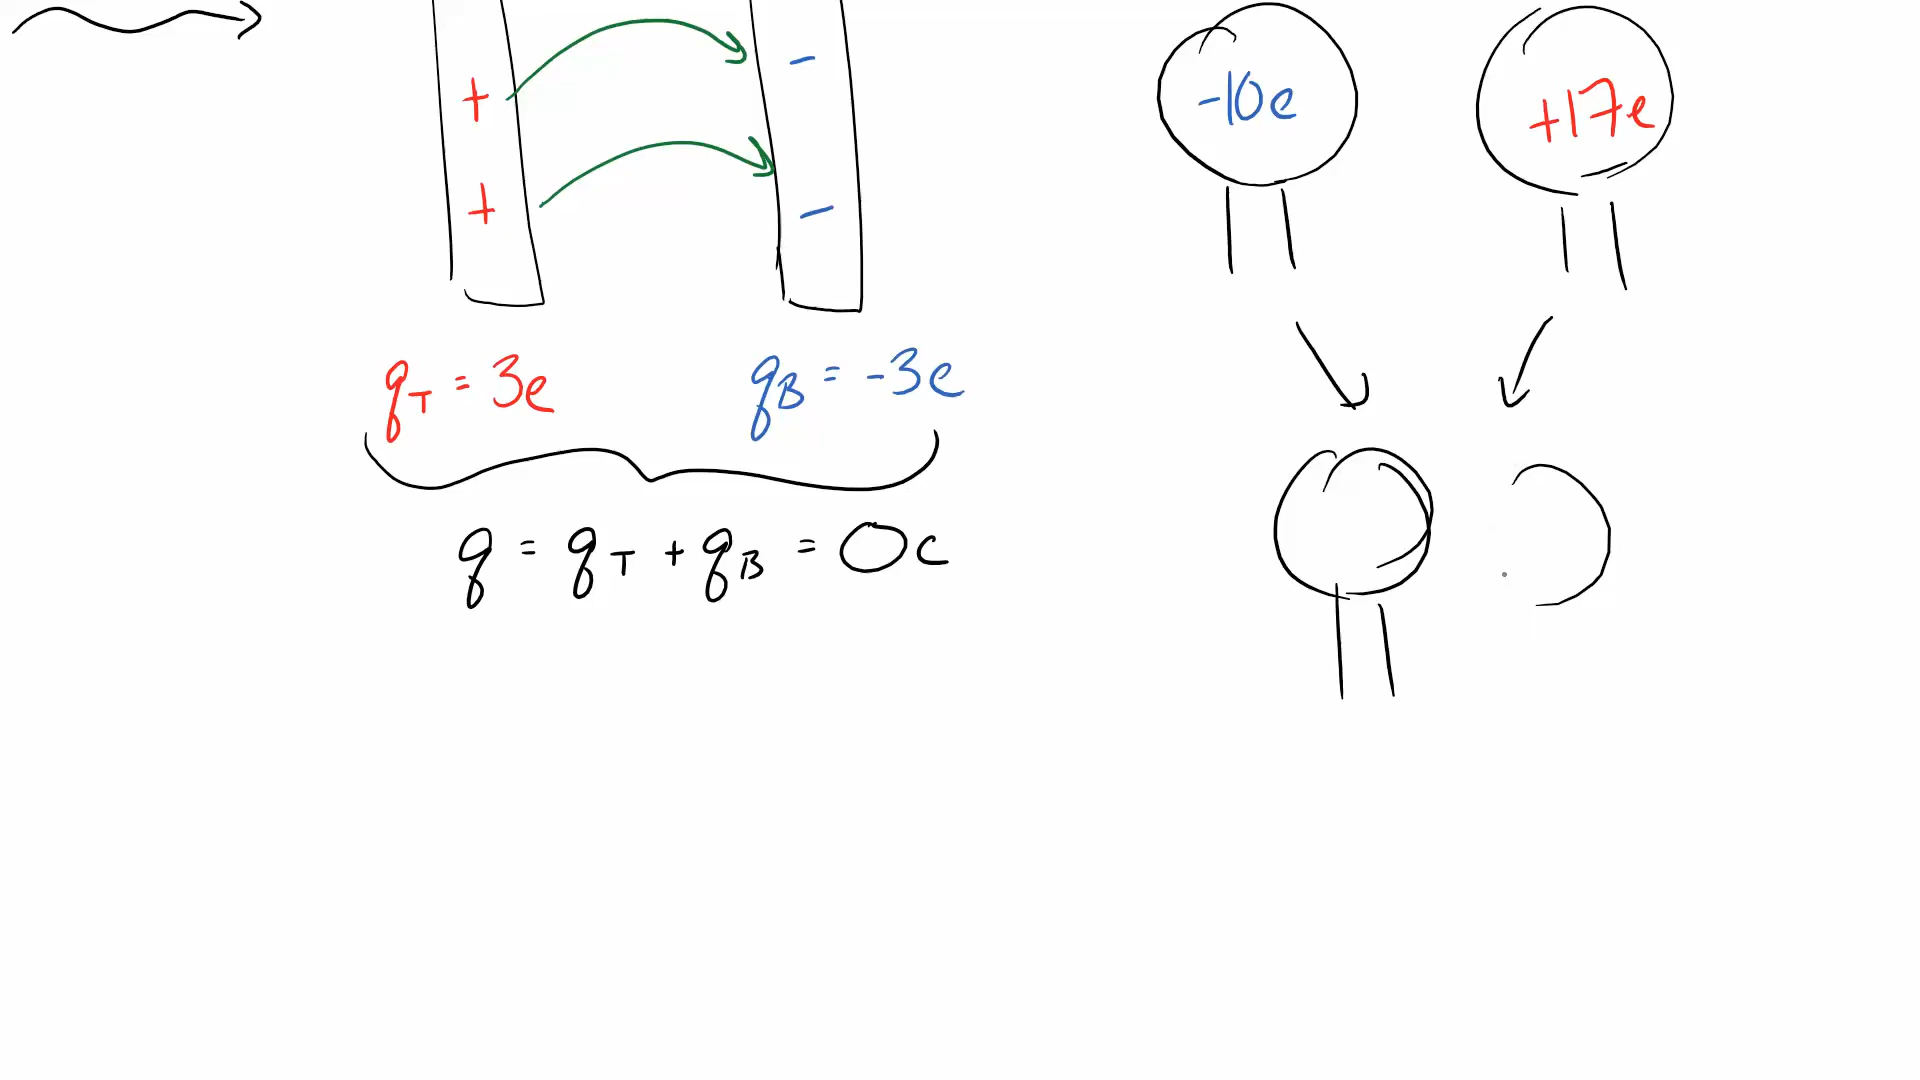 + -
+ -
-10e
+17e
q_T = 3e
q_B = -3e
q = q_T + q_B = 0c